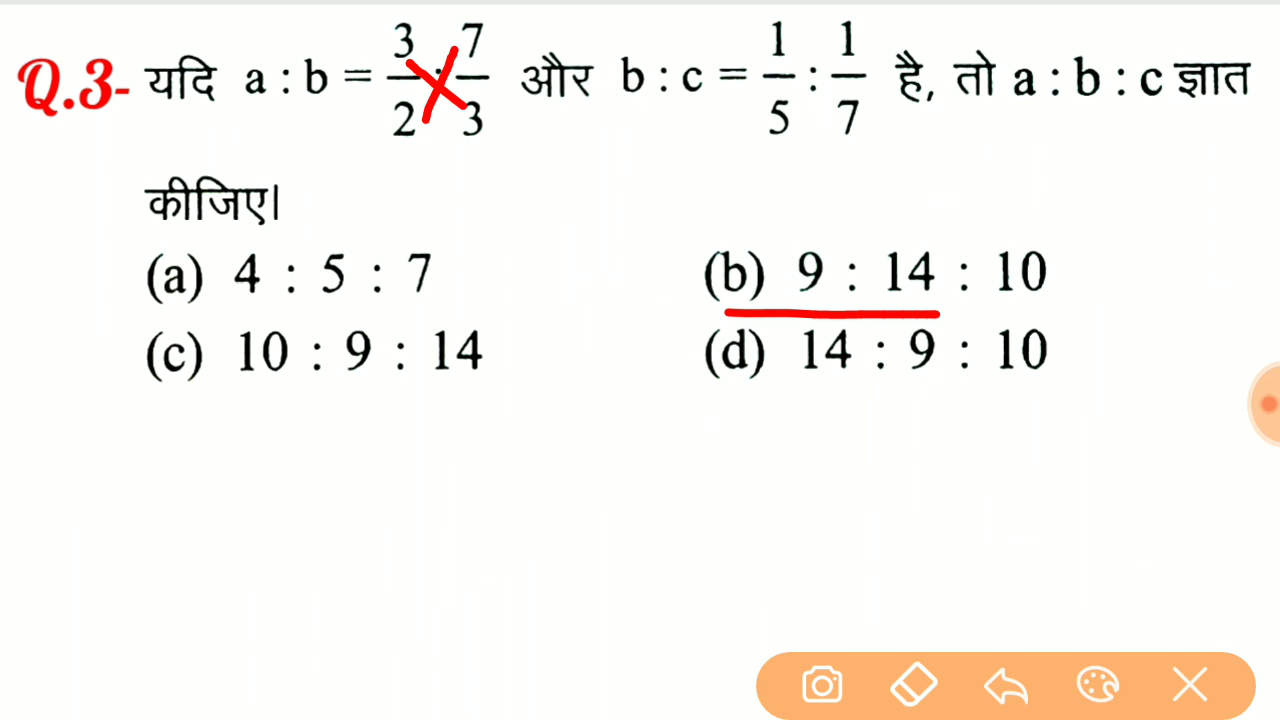 Q.3- यदि a : b = 3/2 : 7/3 और b : c = 1/5 : 1/7 है, तो a : b : c ज्ञात
कीजिए।
(a) 4 : 5 : 7 (b) 9 : 14 : 10
(c) 10 : 9 : 14 (d) 14 : 9 : 10